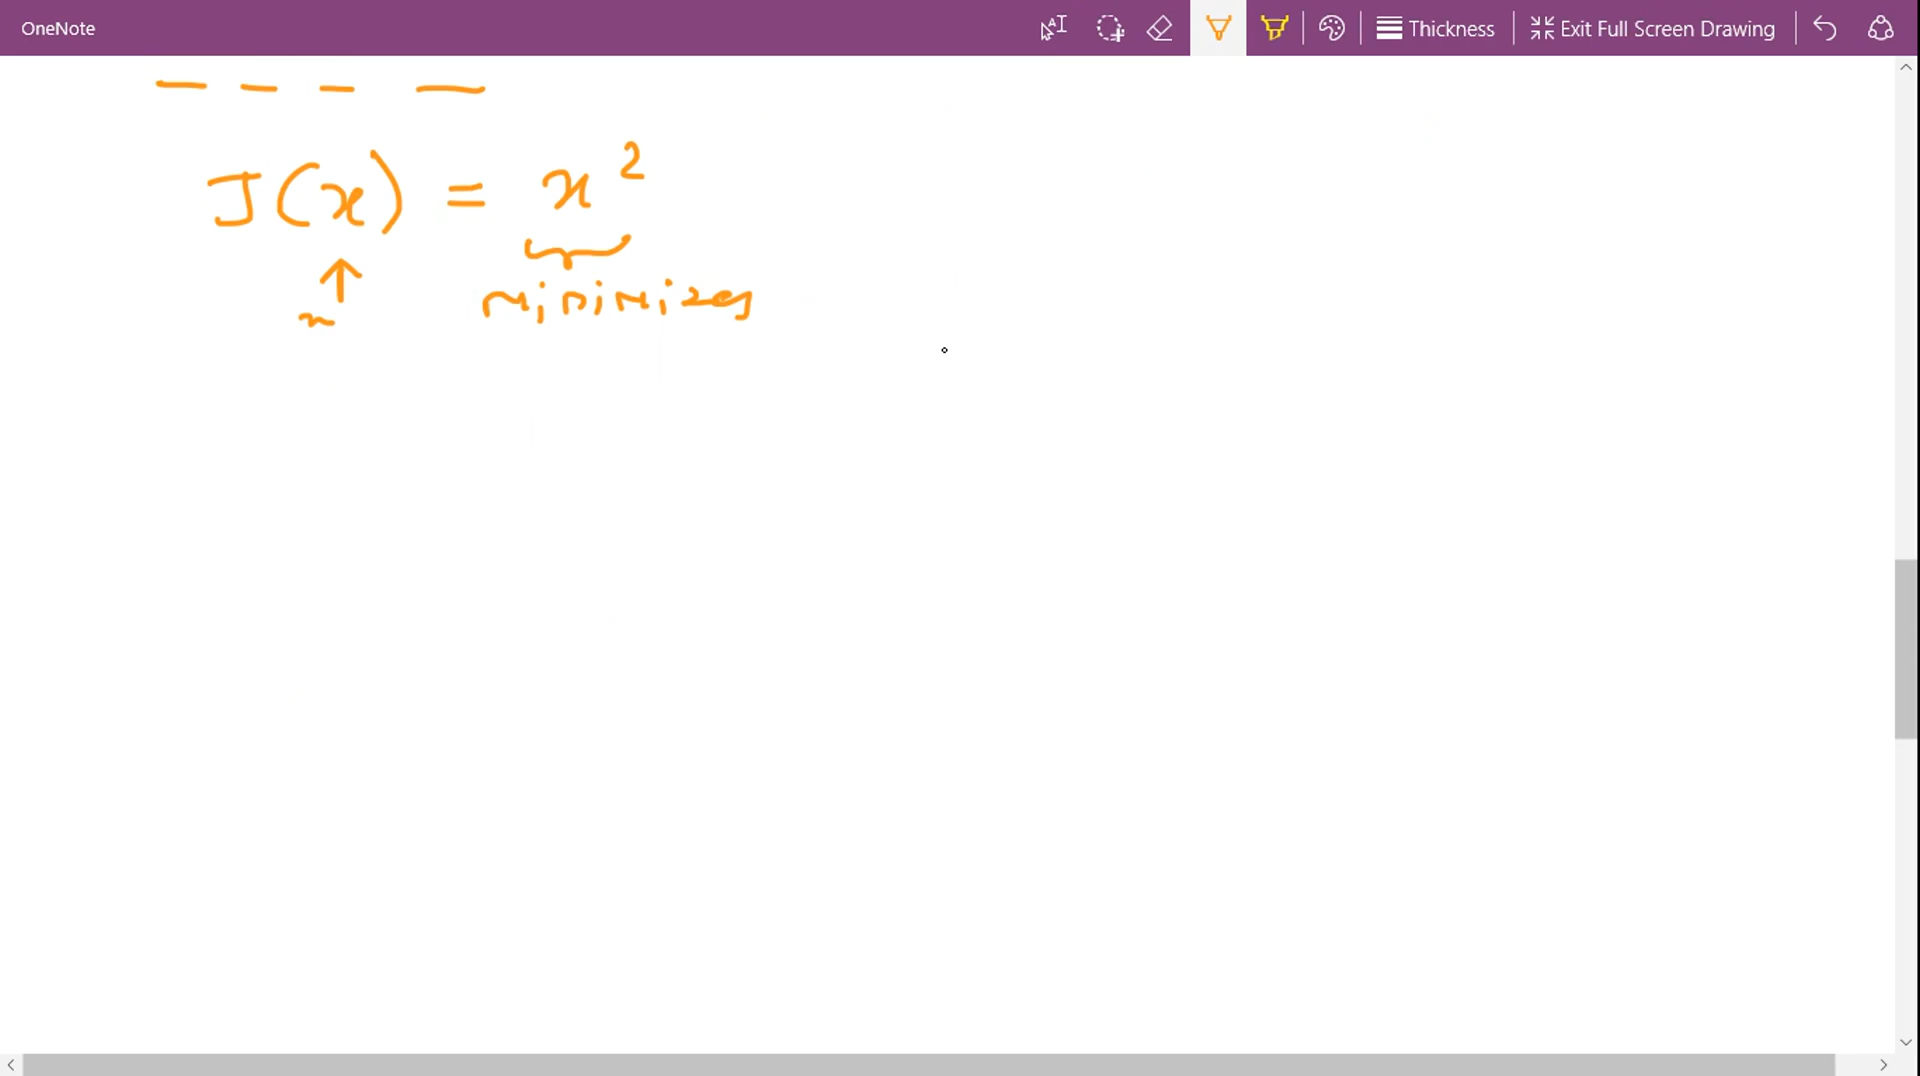 OneNote
Thickness
Exit Full Screen Drawing
J(x) = x²
minimizes